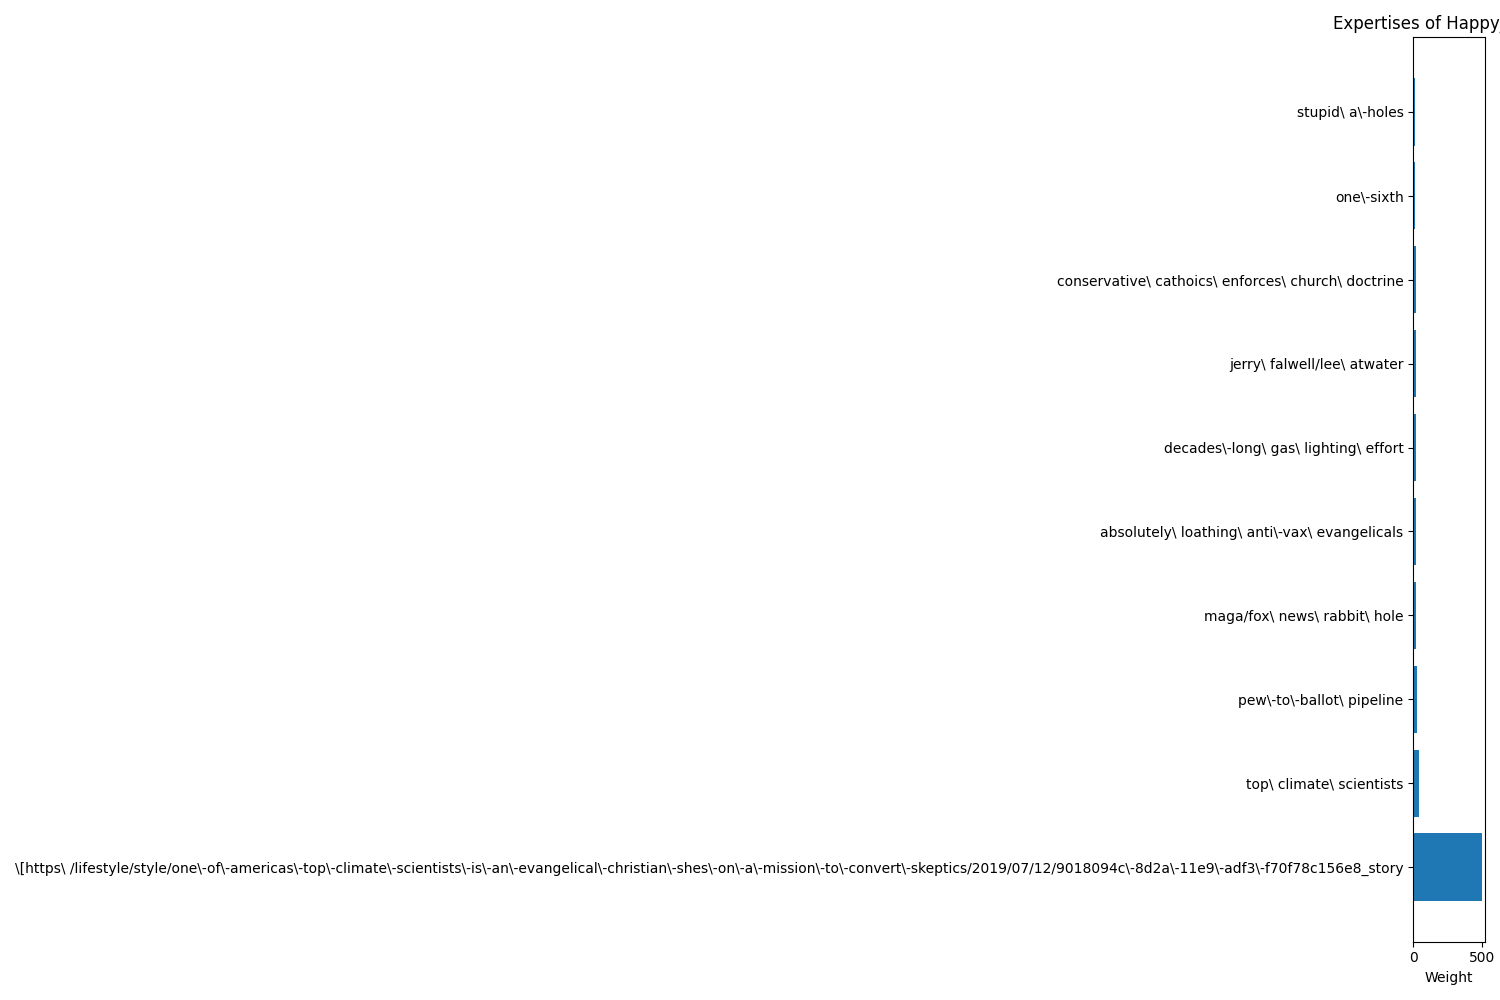 Expertises of Happy
stupid\ a\-holes
one\-sixth
conservative\ cathoics\ enforces\ church\ doctrine
jerry\ falwell/lee\ atwater
decades\-long\ gas\ lighting\ effort
absolutely\ loathing\ anti\-vax\ evangelicals
maga/fox\ news\ rabbit\ hole
pew\-to\-ballot\ pipeline
top\ climate\ scientists
\[https\ /lifestyle/style/one\-of\-americas\-top\-climate\-scientists\-is\-an\-evangelical\-christian\-shes\-on\-a\-mission\-to\-convert\-skeptics/2019/07/12/9018094c\-8d2a\-11e9\-adf3\-f70f78c156e8_story
0 500
Weight